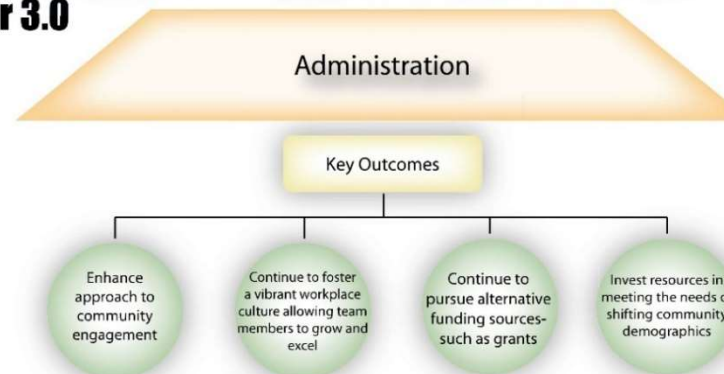 r 3.0
Administration
Key Outcomes
Enhance
approach to
community
engagement
Continue to foster
a vibrant workplace
culture allowing team
members to grow and
excel
Continue to
pursue alternative
funding sources-
such as grants
Invest resources in
meeting the needs o
shifting community
demographics